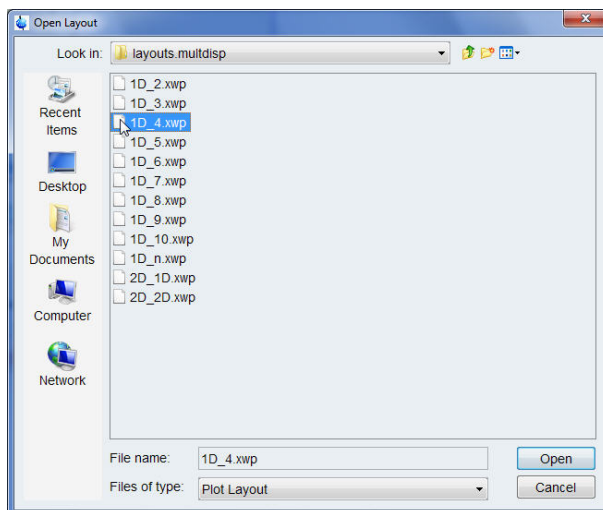 Open Layout
Look in: layouts.multdisp
Recent
Items
Desktop
My
Documents
Computer
Network
1D_2.xwp
1D_3.xwp
1D_4.xwp
1D_5.xwp
1D_6.xwp
1D_7.xwp
1D_8.xwp
1D_9.xwp
1D_10.xwp
1D_n.xwp
2D_1D.xwp
2D_2D.xwp
File name: 1D_4.xwp Open
Files of type: Plot Layout Cancel